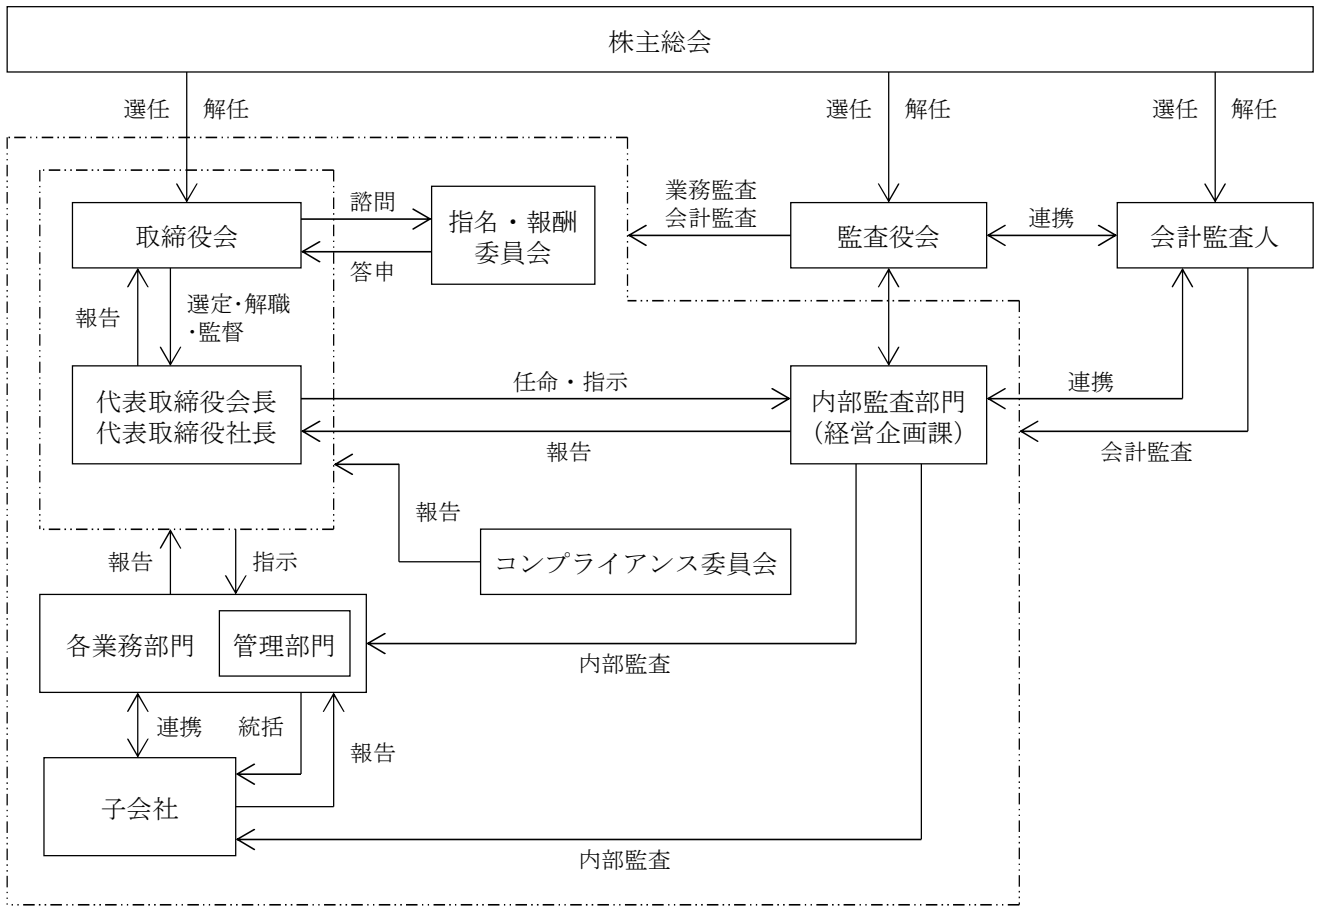 株主総会
選任 解任
選任 解任
選任 解任
取締役会
諮問
答申
指名・報酬
委員会
業務監査
会計監査
監査役会
連携
会計監査人
報告
選定・解職
・監督
代表取締役会長
代表取締役社長
任命・指示
報告
内部監査部門
（経営企画課）
連携
会計監査
報告
コンプライアンス委員会
報告
指示
各業務部門
管理部門
内部監査
連携
統括
報告
子会社
内部監査